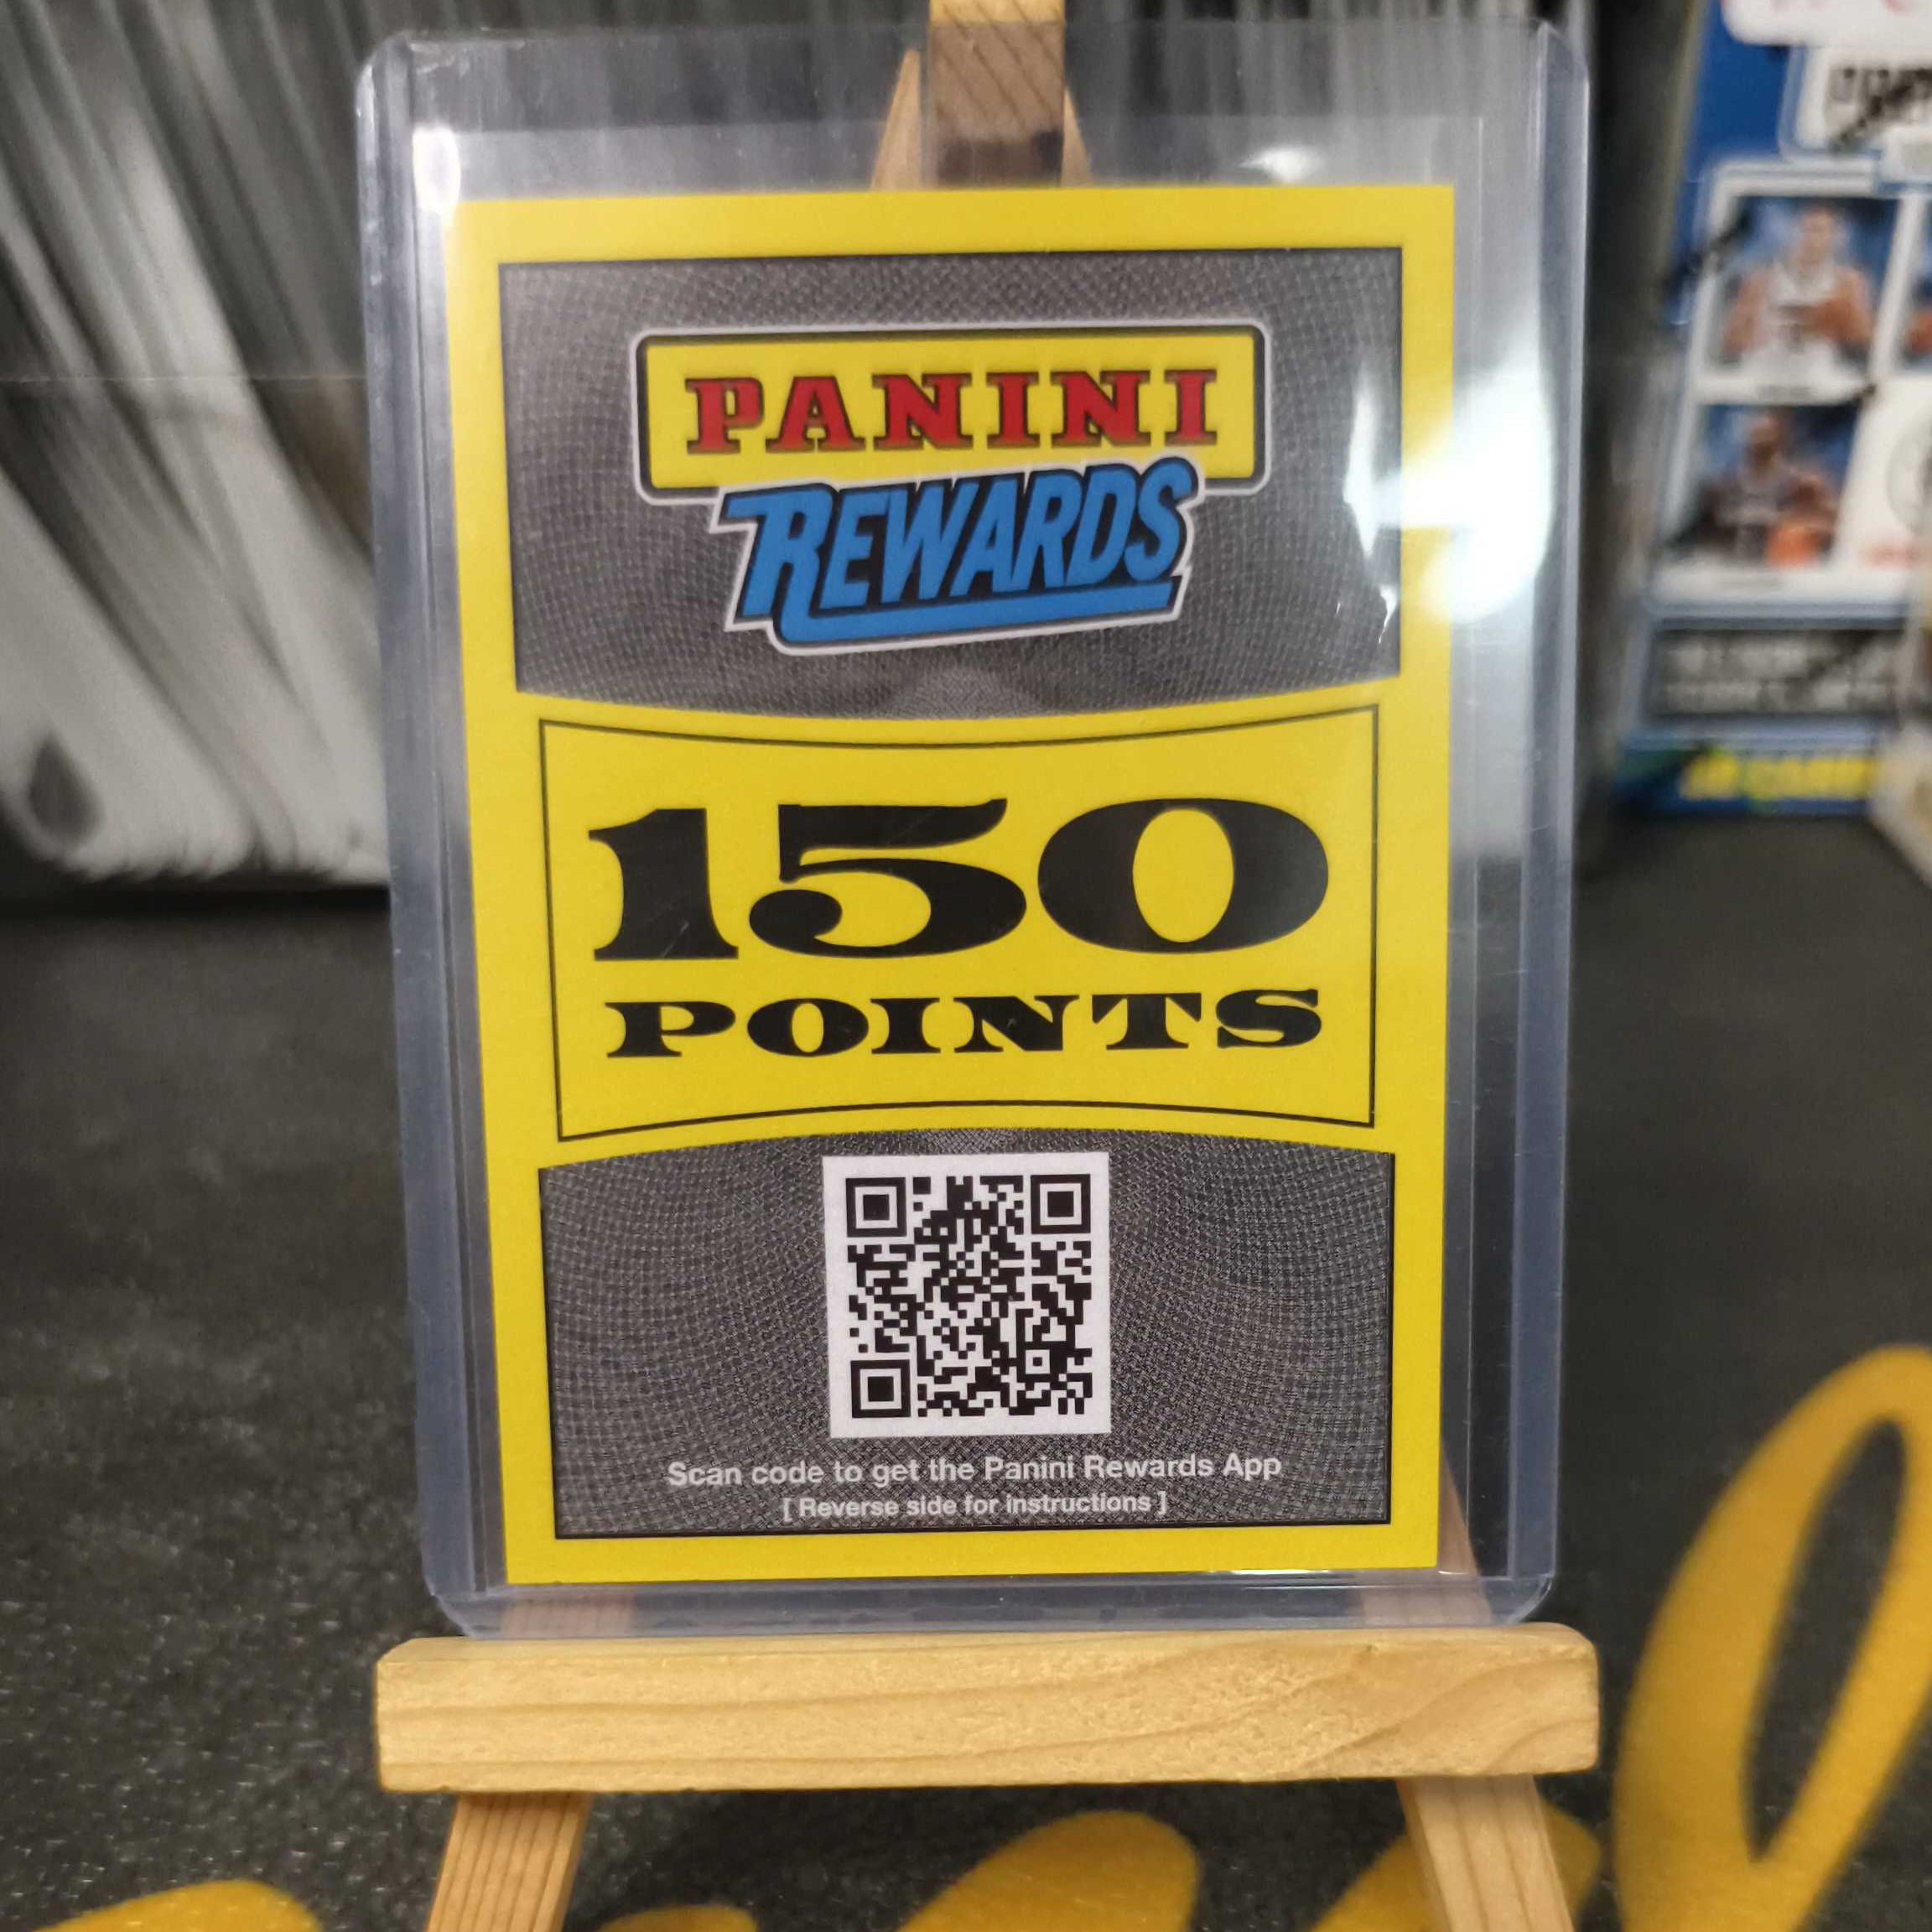 PANINI
REWARDS
150
POINTS
Scan code to get the Panini Rewards App
[ Reverse side for instructions ]